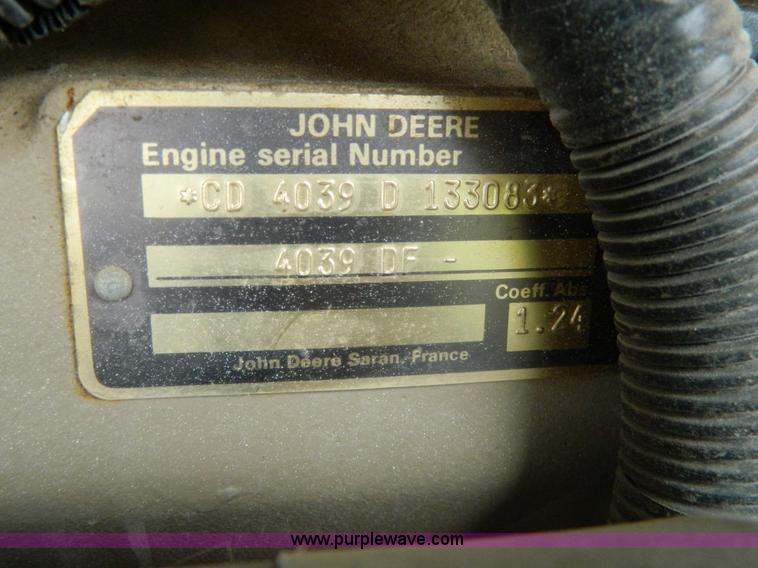 JOHN DEERE
Engine serial Number
*CD 4039 D 133083*
4039 DF -
Coeff. Abs
1.24
John Deere Saran, France
www.purplewave.com